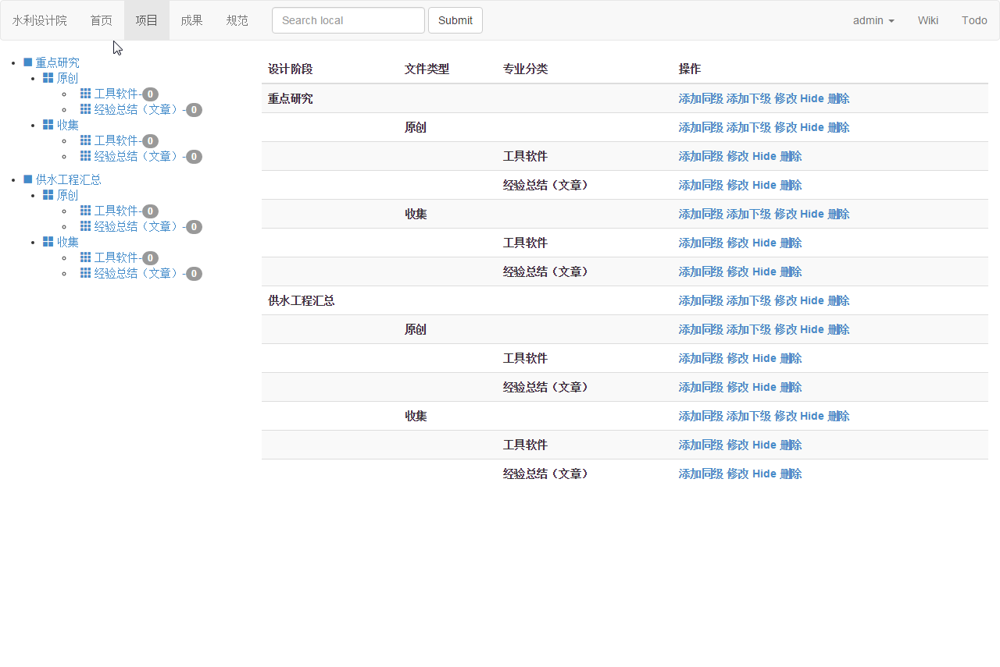 水利设计院 首页 项目 成果 规范 Search local Submit admin Wiki Todo
重点研究
原创
工具软件-0
经验总结（文章）-0
收集
工具软件-0
经验总结（文章）-0
供水工程汇总
原创
工具软件-0
经验总结（文章）-0
收集
工具软件-0
经验总结（文章）-0
设计阶段 文件类型 专业分类 操作
重点研究 添加同级 添加下级 修改 Hide 删除
原创 添加同级 添加下级 修改 Hide 删除
工具软件 添加同级 修改 Hide 删除
经验总结（文章） 添加同级 修改 Hide 删除
收集 添加同级 添加下级 修改 Hide 删除
工具软件 添加同级 修改 Hide 删除
经验总结（文章） 添加同级 修改 Hide 删除
供水工程汇总 添加同级 添加下级 修改 Hide 删除
原创 添加同级 添加下级 修改 Hide 删除
工具软件 添加同级 修改 Hide 删除
经验总结（文章） 添加同级 修改 Hide 删除
收集 添加同级 添加下级 修改 Hide 删除
工具软件 添加同级 修改 Hide 删除
经验总结（文章） 添加同级 修改 Hide 删除